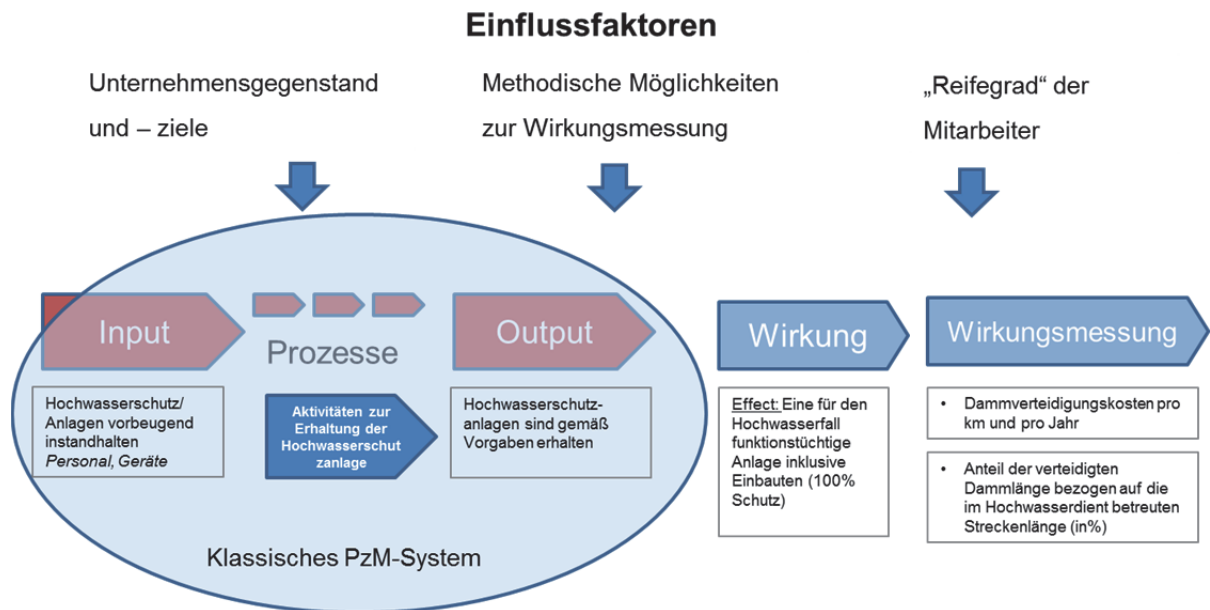 Einflussfaktoren
Unternehmensgegenstand
und – ziele
Methodische Möglichkeiten
zur Wirkungsmessung
„Reifegrad“ der
Mitarbeiter
Input
Prozesse
Output
Wirkung
Wirkungsmessung
Hochwasserschutz/
Anlagen vorbeugend
instandhalten
Personal, Geräte
Aktivitäten zur
Erhaltung der
Hochwasserschut
zanlage
Hochwasserschutz-
anlagen sind gemäß
Vorgaben erhalten
Effect: Eine für den
Hochwasserfall
funktionstüchtige
Anlage inklusive
Einbauten (100%
Schutz)
• Dammverteidigungskosten pro
km und pro Jahr
• Anteil der verteidigten
Dammlänge bezogen auf die
im Hochwasserdient betreuten
Streckenlänge (in%)
Klassisches PzM-System